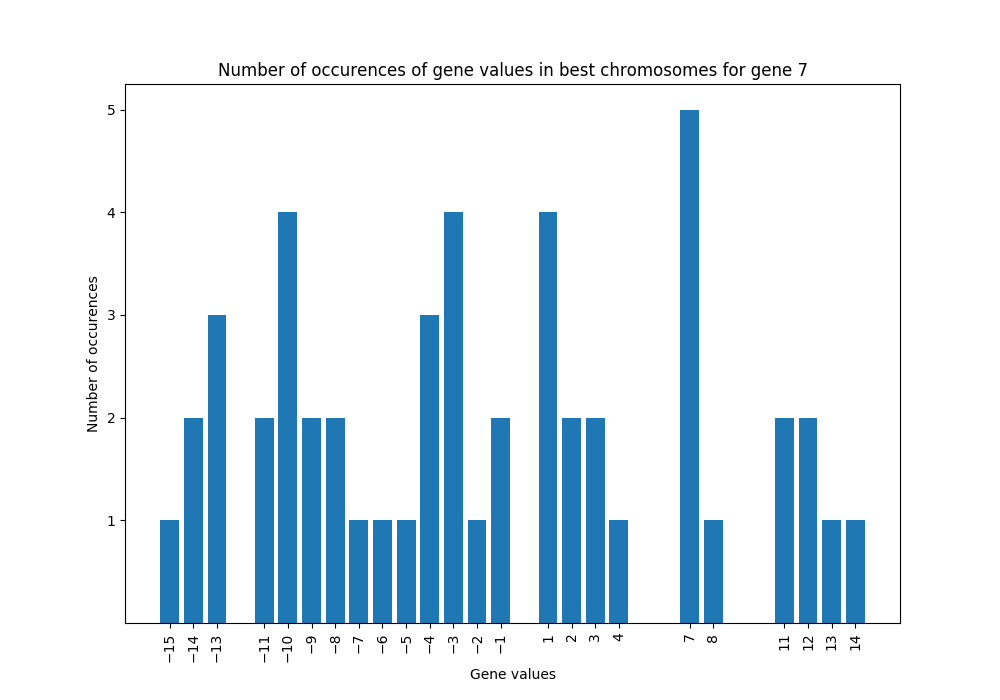 Number of occurences of gene values in best chromosomes for gene 7
Number of occurences
5
4
3
2
1
−15 −14 −13 −11 −10 −9 −8 −7 −6 −5 −4 −3 −2 −1 1 2 3 4 7 8 11 12 13 14
Gene values